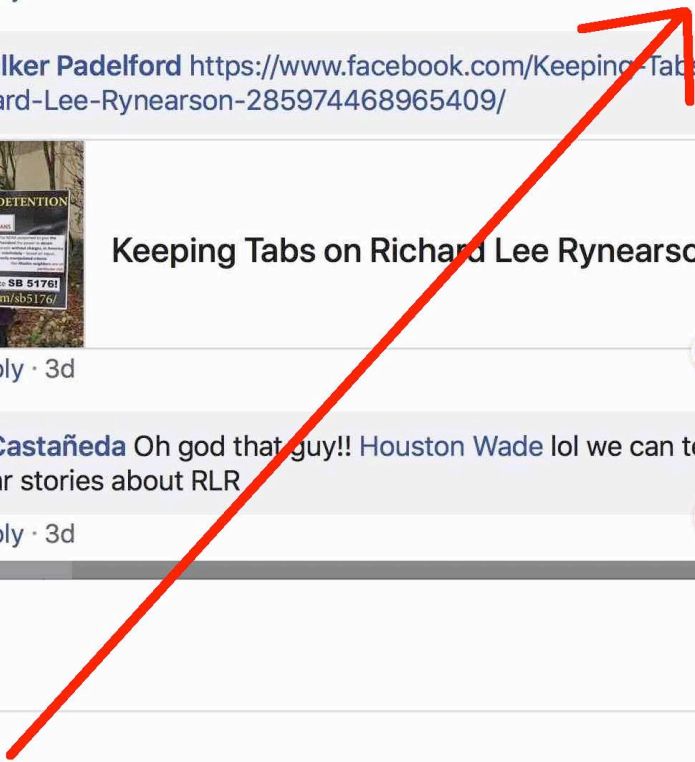 lker Padelford https://www.facebook.com/Keeping-Tabs
ard-Lee-Rynearson-285974468965409/
DETENTION
SB 5176!
m/sb5176/
Keeping Tabs on Richard Lee Rynearso
ly · 3d
Castañeda Oh god that guy!! Houston Wade lol we can te
r stories about RLR
ly · 3d